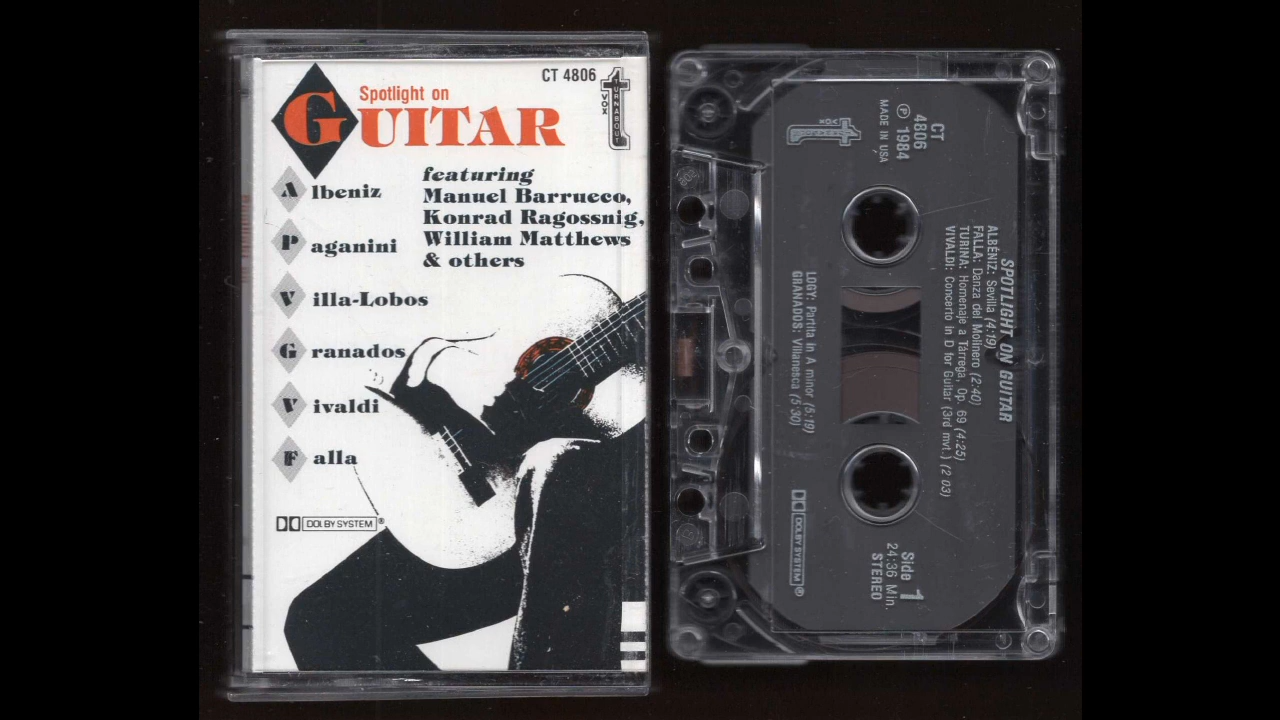 Spotlight on
GUITAR
CT 4806
VOX
TURNABOUT
featuring
Manuel Barrueco,
Konrad Ragossnig,
William Matthews
& others
Albeniz
Paganini
Villa-Lobos
Granados
Vivaldi
Falla
DOLBY SYSTEM®
CT
4806
℗ 1984
MADE IN USA
VOX
SPOTLIGHT ON GUITAR
ALBÉNIZ: Sevilla (4:19)
FALLA: Danza del Molinero (2:40)
TURINA: Homenaje a Tárrega, Op. 69 (4:25)
VIVALDI: Concerto in D for Guitar (3rd mvt.) (2 03)
LOGY: Partita in A minor (5:19)
GRANADOS: Villanesca (5:30)
Side 1
24:36 Min.
STEREO
DOLBY SYSTEM®